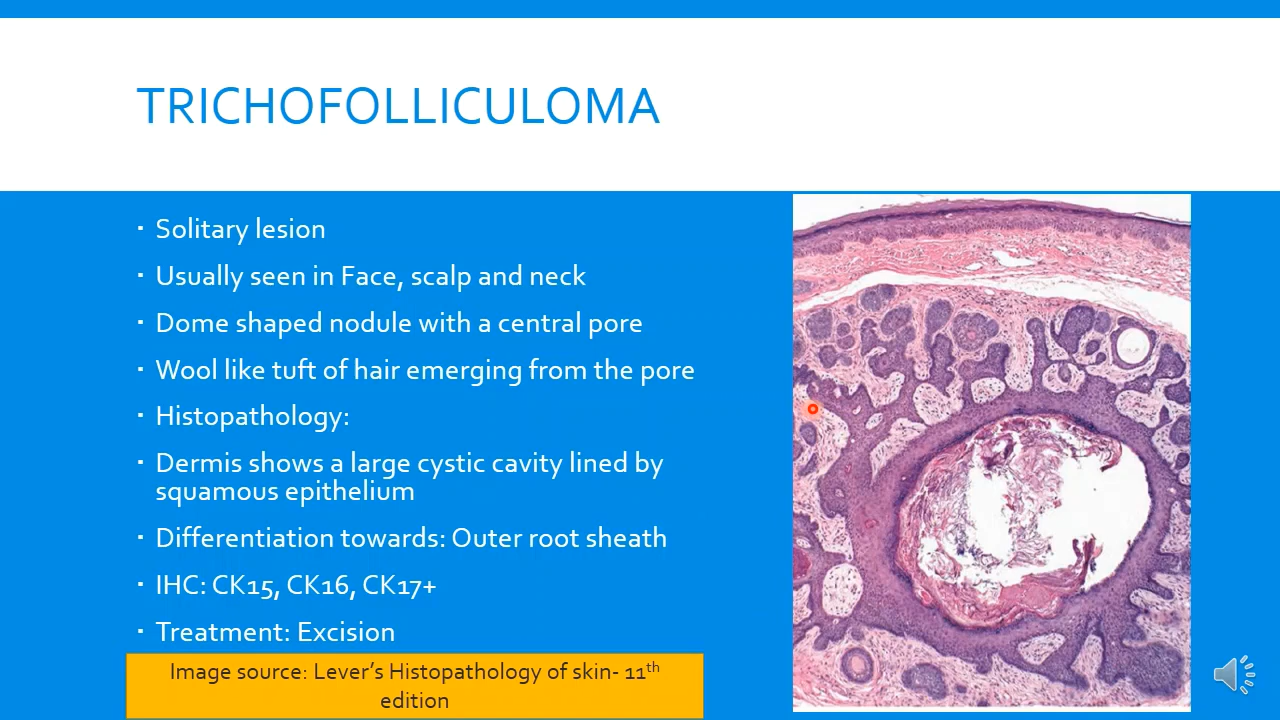 TRICHOFOLLICULOMA
▪ Solitary lesion
▪ Usually seen in Face, scalp and neck
▪ Dome shaped nodule with a central pore
▪ Wool like tuft of hair emerging from the pore
▪ Histopathology:
▪ Dermis shows a large cystic cavity lined by
squamous epithelium
▪ Differentiation towards: Outer root sheath
▪ IHC: CK15, CK16, CK17+
▪ Treatment: Excision
Image source: Lever’s Histopathology of skin- 11th
edition